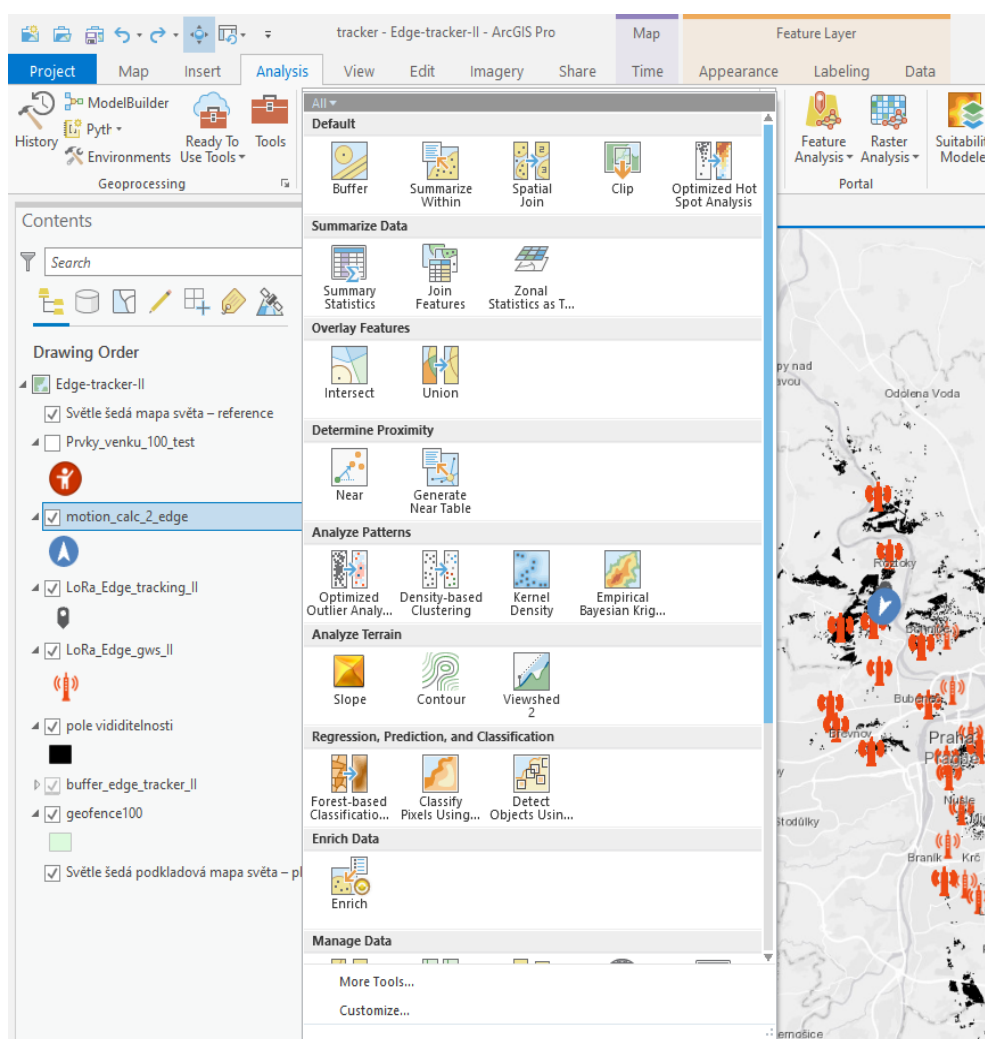 tracker - Edge-tracker-II - ArcGIS Pro
Map
Feature Layer
Project
Map
Insert
Analysis
View
Edit
Imagery
Share
Time
Appearance
Labeling
Data
History
ModelBuilder
Environments
Ready To
Use Tools
Tools
Geoprocessing
Feature
Analysis
Raster
Analysis
Portal
Contents
Search
Drawing Order
Edge-tracker-II
Světle šedá mapa světa – reference
Prvky_venku_100_test
motion_calc_2_edge
LoRa_Edge_tracking_II
LoRa_Edge_gws_II
pole vididitelnosti
buffer_edge_tracker_II
geofence100
Světle šedá podkladová mapa světa – pl
All
Default
Buffer
Summarize
Within
Spatial
Join
Clip
Optimized Hot
Spot Analysis
Summarize Data
Summary
Statistics
Join
Features
Zonal
Statistics as T...
Overlay Features
Intersect
Union
Determine Proximity
Near
Generate
Near Table
Analyze Patterns
Optimized
Outlier Analy...
Density-based
Clustering
Kernel
Density
Empirical
Bayesian Krig...
Analyze Terrain
Slope
Contour
Viewshed
2
Regression, Prediction, and Classification
Forest-based
Classificatio...
Classify
Pixels Using...
Detect
Objects Usin...
Enrich Data
Enrich
Manage Data
More Tools...
Customize...
Odolena Voda
Roztoky
Břevnov
Praha
Prague
Nusle
Braník
Krč